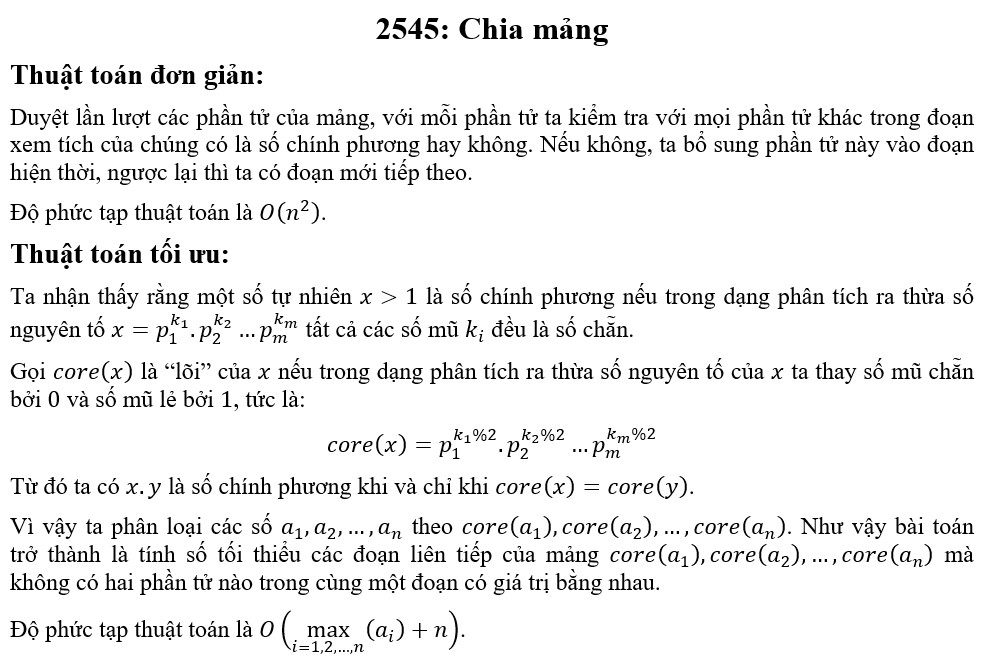 2545: Chia mảng
Thuật toán đơn giản:
Duyệt lần lượt các phần tử của mảng, với mỗi phần tử ta kiểm tra với mọi phần tử khác trong đoạn
xem tích của chúng có là số chính phương hay không. Nếu không, ta bổ sung phần tử này vào đoạn
hiện thời, ngược lại thì ta có đoạn mới tiếp theo.
Độ phức tạp thuật toán là $O(n^2)$.
Thuật toán tối ưu:
Ta nhận thấy rằng một số tự nhiên $x > 1$ là số chính phương nếu trong dạng phân tích ra thừa số
nguyên tố $x = p_1^{k_1}.p_2^{k_2} \ldots p_m^{k_m}$ tất cả các số mũ $k_i$ đều là số chẵn.
Gọi $core(x)$ là “lõi” của $x$ nếu trong dạng phân tích ra thừa số nguyên tố của $x$ ta thay số mũ chẵn
bởi 0 và số mũ lẻ bởi 1, tức là:
$core(x) = p_1^{k_1\%2}.p_2^{k_2\%2} \ldots p_m^{k_m\%2}$
Từ đó ta có $x.y$ là số chính phương khi và chỉ khi $core(x) = core(y)$.
Vì vậy ta phân loại các số $a_1, a_2, \ldots, a_n$ theo $core(a_1), core(a_2), \ldots, core(a_n)$. Như vậy bài toán
trở thành là tính số tối thiểu các đoạn liên tiếp của mảng $core(a_1), core(a_2), \ldots, core(a_n)$ mà
không có hai phần tử nào trong cùng một đoạn có giá trị bằng nhau.
Độ phức tạp thuật toán là $O\left(\max_{i=1,2,\ldots,n}(a_i) + n\right)$.